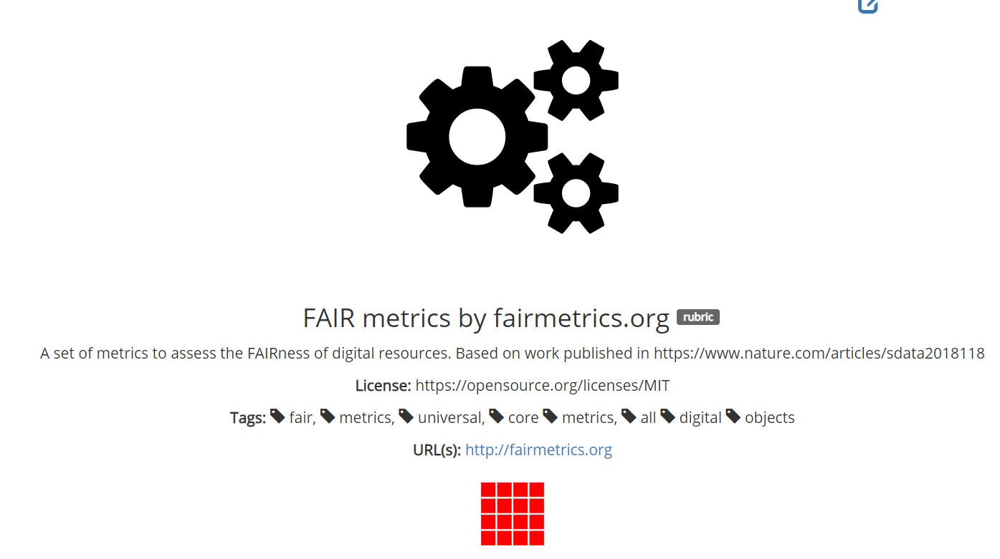 FAIR metrics by fairmetrics.org rubric
A set of metrics to assess the FAIRness of digital resources. Based on work published in https://www.nature.com/articles/sdata2018118
License: https://opensource.org/licenses/MIT
Tags: fair, metrics, universal, core metrics, all digital objects
URL(s): http://fairmetrics.org